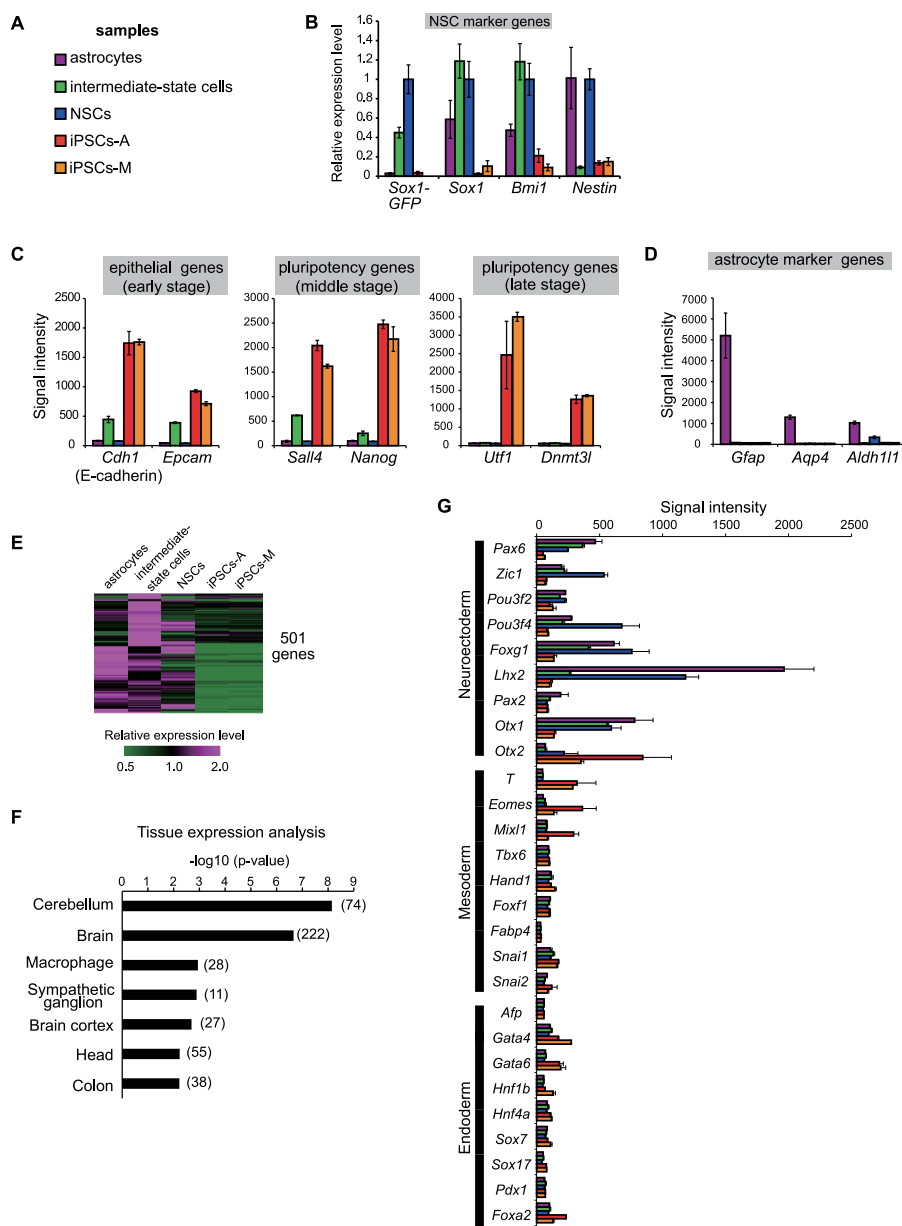 A
samples
astrocytes
intermediate-state cells
NSCs
iPSCs-A
iPSCs-M
B
NSC marker genes
Relative expression level
1.6
1.4
1.2
1
0.8
0.6
0.4
0.2
0
Sox1-
GFP
Sox1
Bmi1
Nestin
C
epithelial genes
(early stage)
Signal intensity
2500
2000
1500
1000
500
0
Cdh1
(E-cadherin)
Epcam
pluripotency genes
(middle stage)
3000
2500
2000
1500
1000
500
0
Sall4
Nanog
pluripotency genes
(late stage)
4000
3500
3000
2500
2000
1500
1000
500
0
Utf1
Dnmt3l
D
astrocyte marker genes
Signal intensity
7000
6000
5000
4000
3000
2000
1000
0
Gfap
Aqp4
Aldh1l1
E
astrocytes
intermediate-
state cells
NSCs
iPSCs-A
iPSCs-M
501
genes
Relative expression level
0.5 1.0 2.0
F
Tissue expression analysis
-log10 (p-value)
0 1 2 3 4 5 6 7 8 9
Cerebellum (74)
Brain (222)
Macrophage (28)
Sympathetic
ganglion (11)
Brain cortex (27)
Head (55)
Colon (38)
G
Signal intensity
0 500 1000 1500 2000 2500
Neuroectoderm
Pax6
Zic1
Pou3f2
Pou3f4
Foxg1
Lhx2
Pax2
Otx1
Otx2
Mesoderm
T
Eomes
Mixl1
Tbx6
Hand1
Foxf1
Fabp4
Snai1
Snai2
Endoderm
Afp
Gata4
Gata6
Hnf1b
Hnf4a
Sox7
Sox17
Pdx1
Foxa2